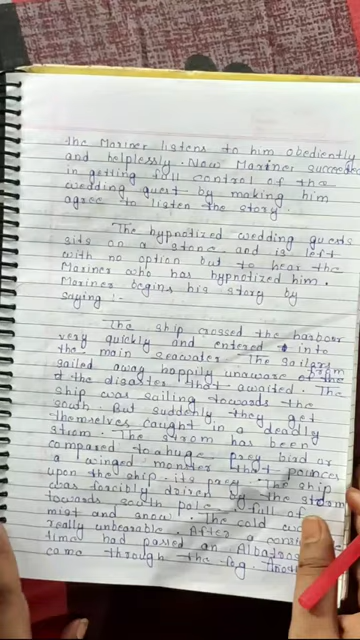 the Mariner listens to him obediently
and helplessly. Now Mariner succeeded
in getting full control of the
wedding guest by making him
agree to listen the story.
The hypnotized wedding guests
sits on a stone and is left
with no option but to hear the
Mariner who has hypnotized him.
Mariner begins his story by
saying :-
The ship crossed the harbour
very quickly and entered into
the main seawater. The sailors
sailed away happily unaware of the
the disaster that awaited. The
ship was sailing towards the
south. But suddenly they get
themselves caught in a deadly
strom. The strom has been
compared to a huge prey bird or
a winged monster that pounces
upon the ship, its prey. The ship
was forcibly driven by the storm
towards south pole, full of
mist and snow. The cold
really unbearable. After a
time had passed an Albatross
came through the fog.